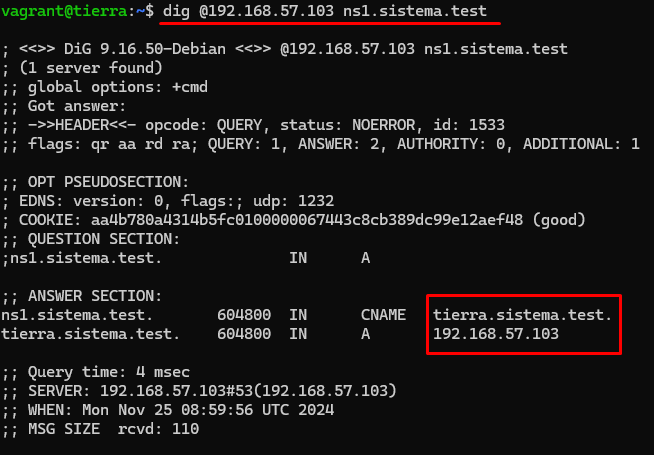 vagrant@tierra:~$ dig @192.168.57.103 ns1.sistema.test
; <<>> DiG 9.16.50-Debian <<>> @192.168.57.103 ns1.sistema.test
; (1 server found)
;; global options: +cmd
;; Got answer:
;; ->>HEADER<<- opcode: QUERY, status: NOERROR, id: 1533
;; flags: qr aa rd ra; QUERY: 1, ANSWER: 2, AUTHORITY: 0, ADDITIONAL: 1
;; OPT PSEUDOSECTION:
; EDNS: version: 0, flags:; udp: 1232
; COOKIE: aa4b780a4314b5fc0100000067443c8cb389dc99e12aef48 (good)
;; QUESTION SECTION:
;ns1.sistema.test. IN A
;; ANSWER SECTION:
ns1.sistema.test. 604800 IN CNAME tierra.sistema.test.
tierra.sistema.test. 604800 IN A 192.168.57.103
;; Query time: 4 msec
;; SERVER: 192.168.57.103#53(192.168.57.103)
;; WHEN: Mon Nov 25 08:59:56 UTC 2024
;; MSG SIZE rcvd: 110